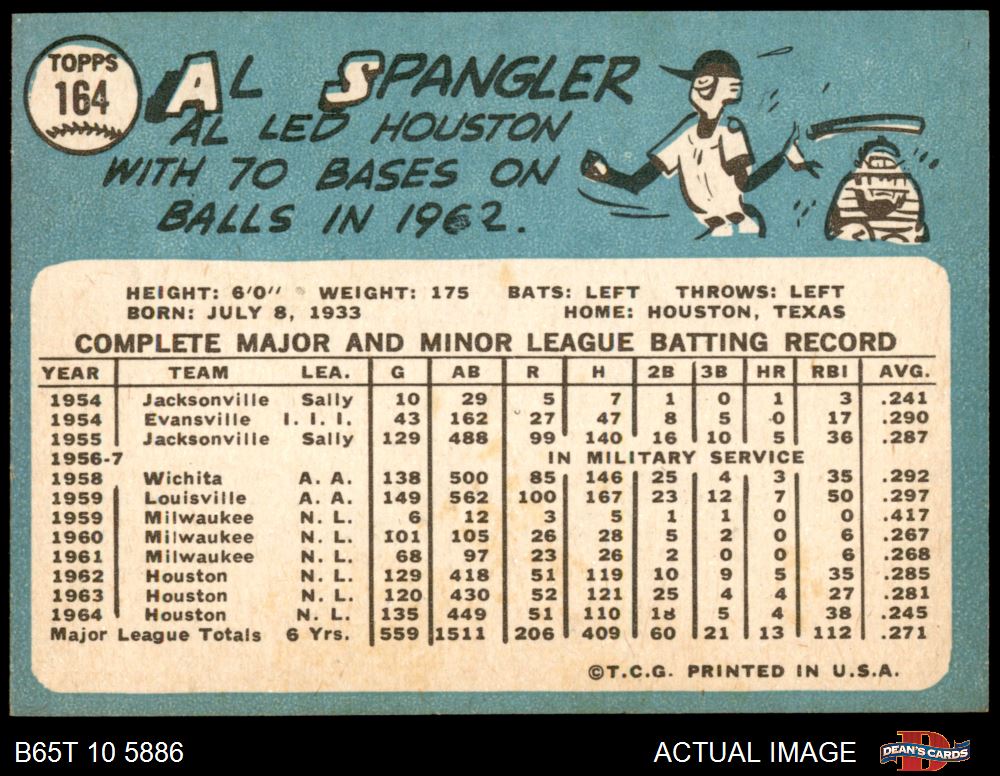 TOPPS
164
AL SPANGLER
AL LED HOUSTON
WITH 70 BASES ON
BALLS IN 1962.
HEIGHT: 6'0" WEIGHT: 175 BATS: LEFT THROWS: LEFT
BORN: JULY 8, 1933 HOME: HOUSTON, TEXAS
COMPLETE MAJOR AND MINOR LEAGUE BATTING RECORD
YEAR TEAM LEA. G AB R H 2B 3B HR RBI AVG.
1954 Jacksonville Sally 10 29 5 7 1 0 1 3 .241
1954 Evansville I. I. I. 43 162 27 47 8 5 0 17 .290
1955 Jacksonville Sally 129 488 99 140 16 10 5 36 .287
1956-7 IN MILITARY SERVICE
1958 Wichita A. A. 138 500 85 146 25 4 3 35 .292
1959 Louisville A. A. 149 562 100 167 23 12 7 50 .297
1959 Milwaukee N. L. 6 12 3 5 1 1 0 0 .417
1960 Milwaukee N. L. 101 105 26 28 5 2 0 6 .267
1961 Milwaukee N. L. 68 97 23 26 2 0 0 6 .268
1962 Houston N. L. 129 418 51 119 10 9 5 35 .285
1963 Houston N. L. 120 430 52 121 25 4 4 27 .281
1964 Houston N. L. 135 449 51 110 18 5 4 38 .245
Major League Totals 6 Yrs. 559 1511 206 409 60 21 13 112 .271
©T.C.G. PRINTED IN U.S.A.
B65T 10 5886 ACTUAL IMAGE DEAN'S CARDS